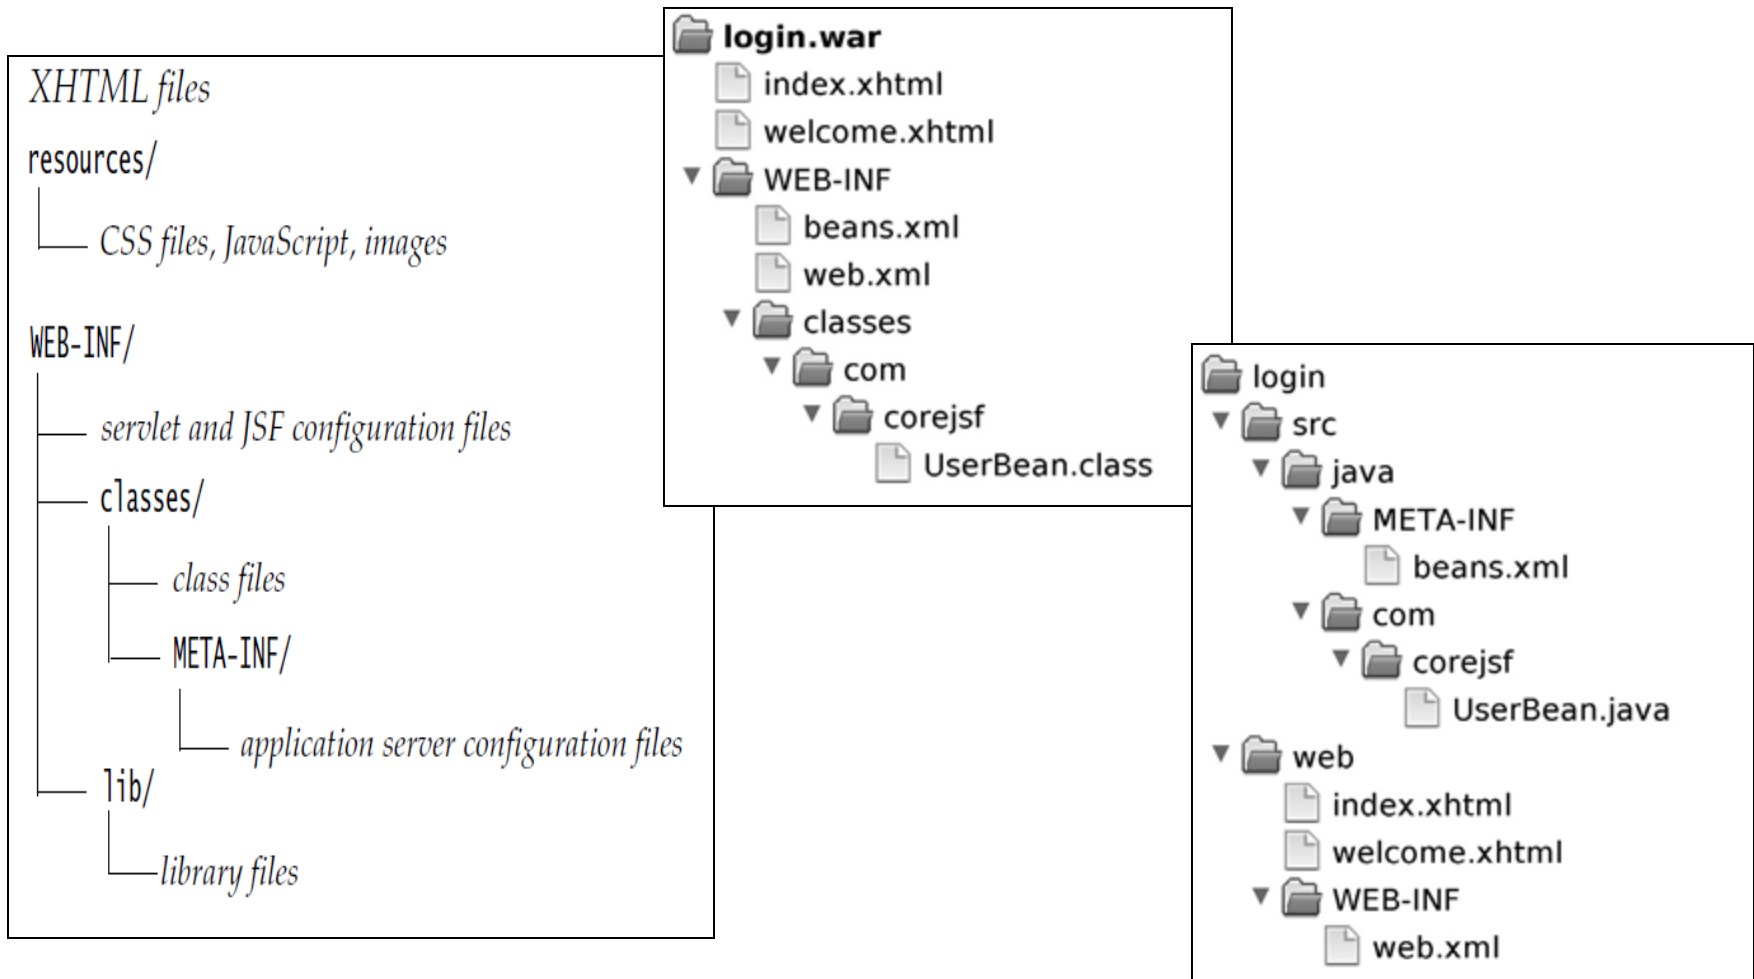 XHTML files
resources/
CSS files, JavaScript, images
WEB-INF/
servlet and JSF configuration files
classes/
class files
META-INF/
application server configuration files
lib/
library files
login.war
index.xhtml
welcome.xhtml
WEB-INF
beans.xml
web.xml
classes
com
corejsf
UserBean.class
login
src
java
META-INF
beans.xml
com
corejsf
UserBean.java
web
index.xhtml
welcome.xhtml
WEB-INF
web.xml